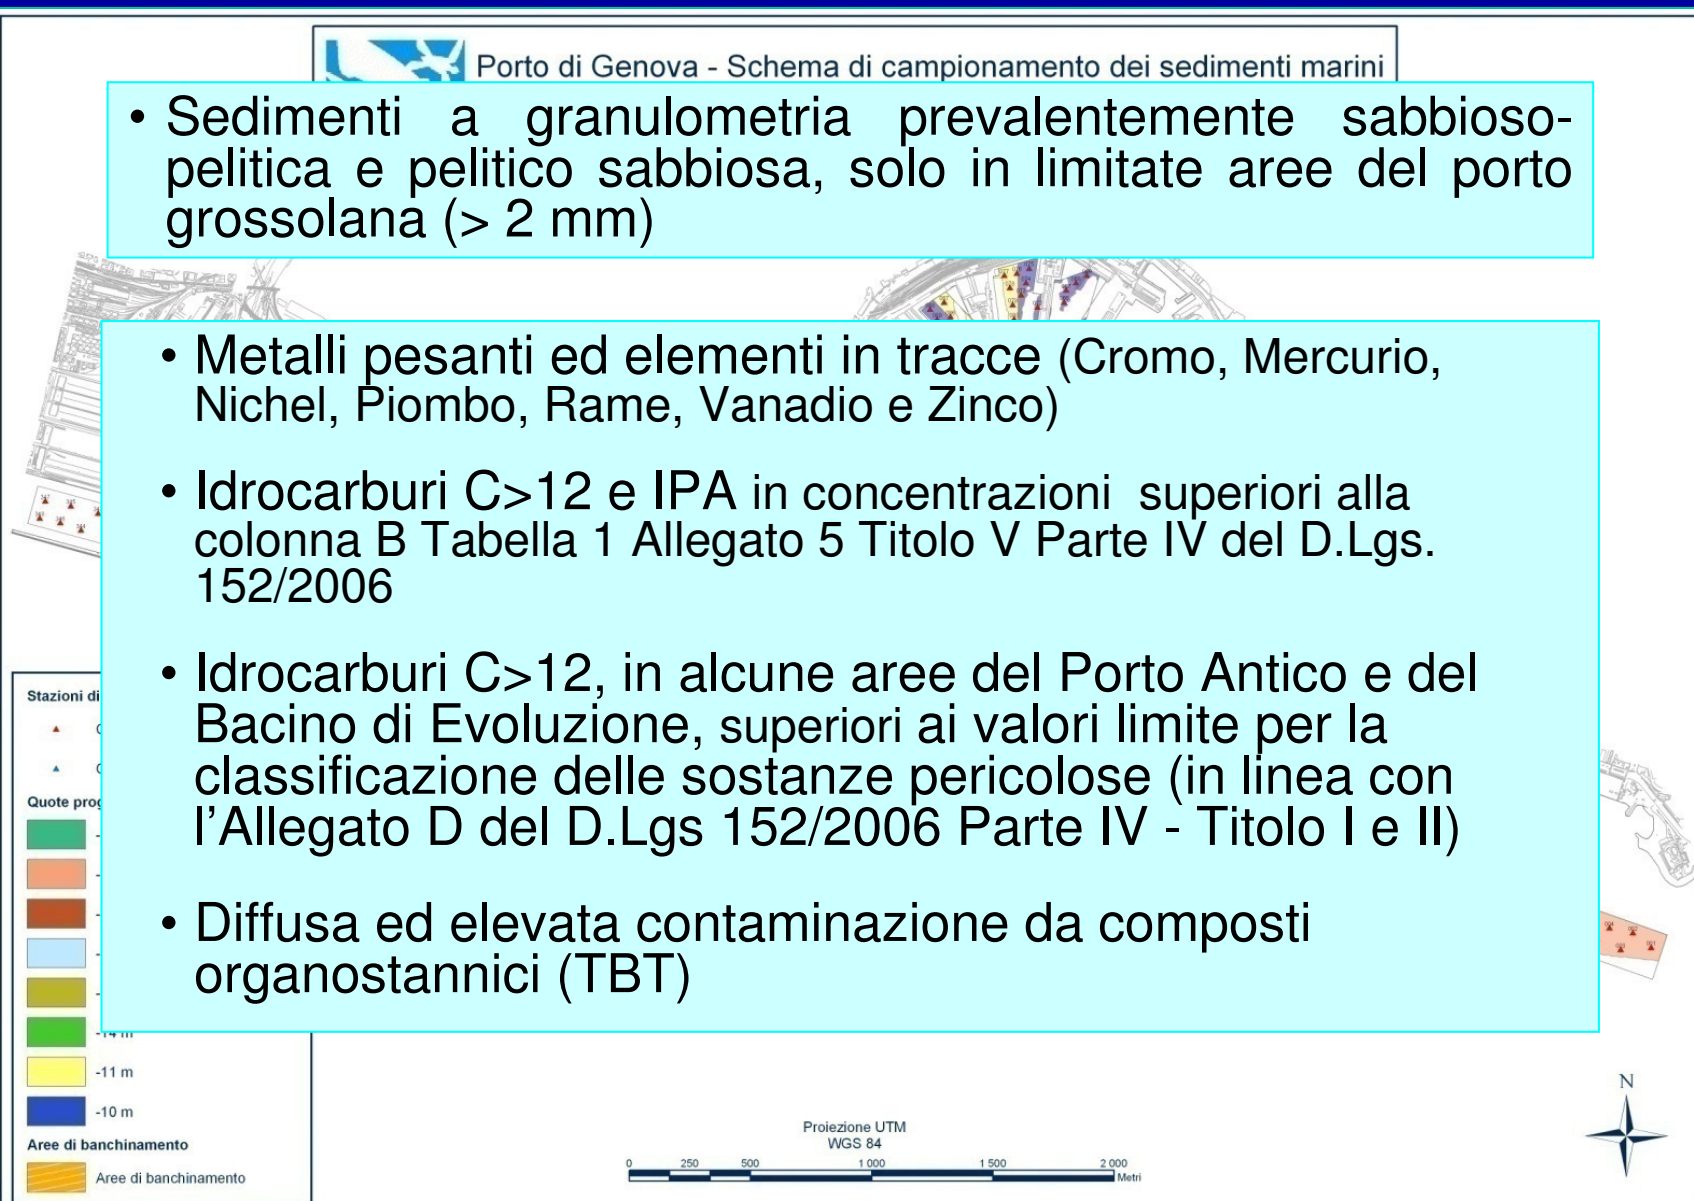 Porto di Genova - Schema di campionamento dei sedimenti marini
• Sedimenti a granulometria prevalentemente sabbioso-
pelitica e pelitico sabbiosa, solo in limitate aree del porto
grossolana (> 2 mm)
• Metalli pesanti ed elementi in tracce (Cromo, Mercurio,
Nichel, Piombo, Rame, Vanadio e Zinco)
• Idrocarburi C>12 e IPA in concentrazioni superiori alla
colonna B Tabella 1 Allegato 5 Titolo V Parte IV del D.Lgs.
152/2006
• Idrocarburi C>12, in alcune aree del Porto Antico e del
Bacino di Evoluzione, superiori ai valori limite per la
classificazione delle sostanze pericolose (in linea con
l’Allegato D del D.Lgs 152/2006 Parte IV - Titolo I e II)
• Diffusa ed elevata contaminazione da composti
organostannici (TBT)
Stazioni di
Quote prog
-14 m
-11 m
-10 m
Aree di banchinamento
Aree di banchinamento
Proiezione UTM
WGS 84
0 250 500 1 000 1 500 2 000
Metri
N